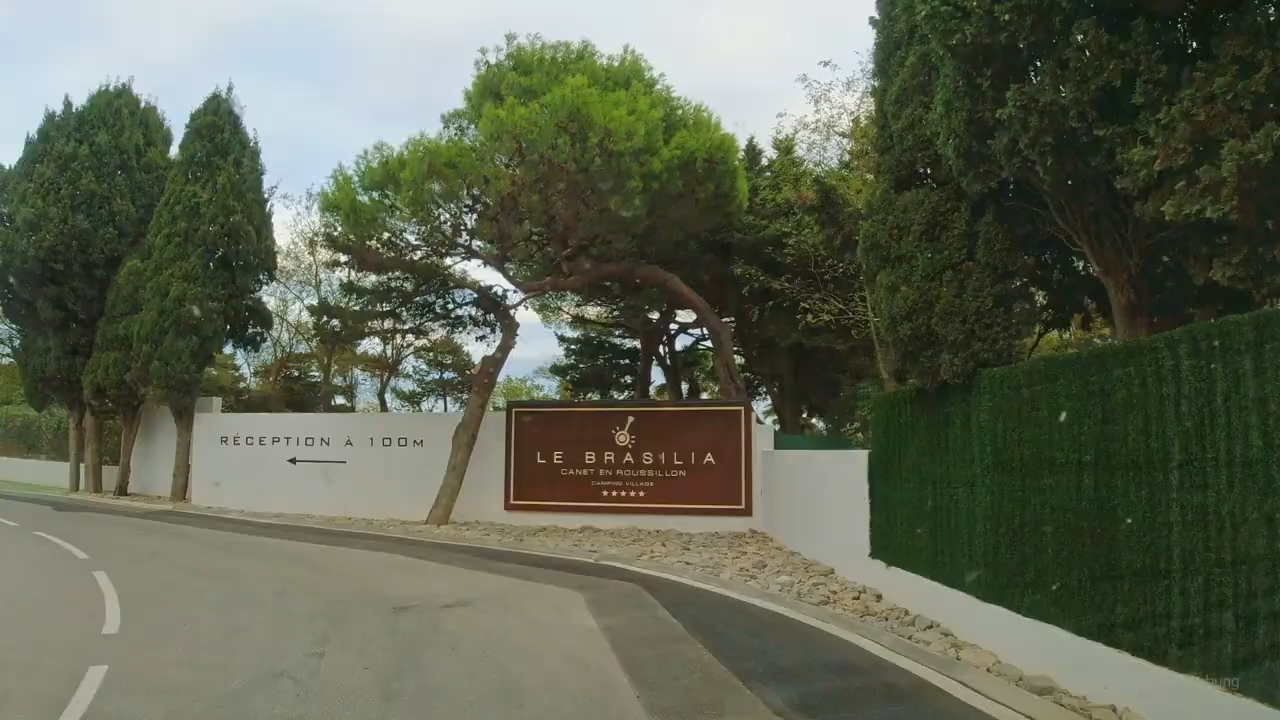 RÉCEPTION À 100M
LE BRASILIA
CANET EN ROUSSILLON
CAMPING VILLAGE